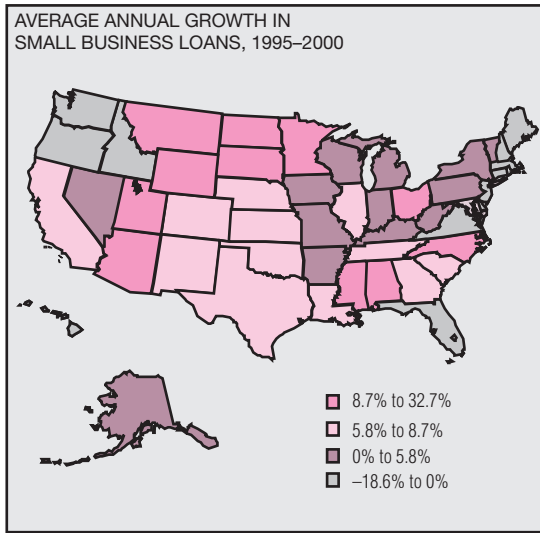 AVERAGE ANNUAL GROWTH IN
SMALL BUSINESS LOANS, 1995–2000
8.7% to 32.7%
5.8% to 8.7%
0% to 5.8%
–18.6% to 0%